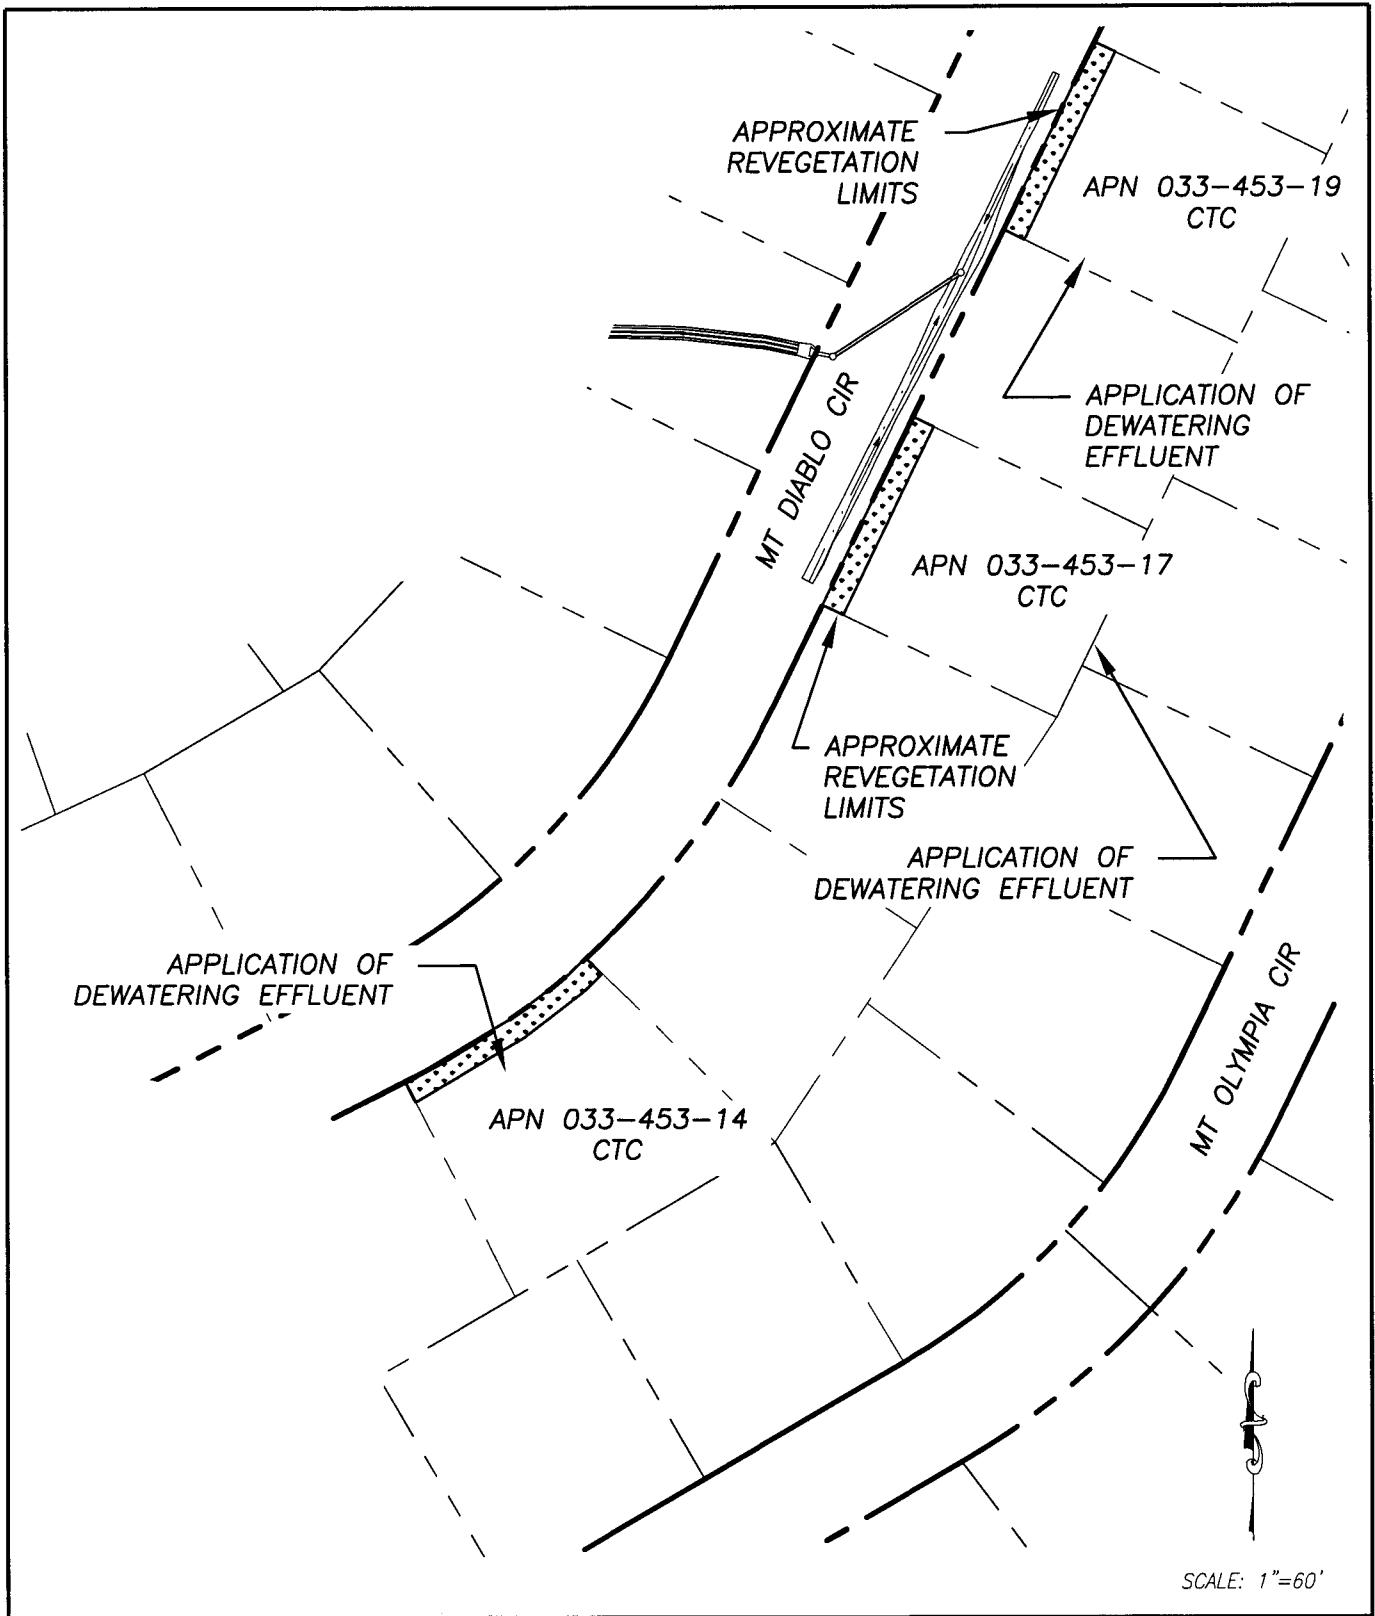 APPROXIMATE
REVEGETATION
LIMITS
APN 033-453-19
CTC
APPLICATION OF
DEWATERING
EFFLUENT
MT DIABLO CIR
APN 033-453-17
CTC
APPROXIMATE
REVEGETATION
LIMITS
APPLICATION OF
DEWATERING EFFLUENT
APPLICATION OF
DEWATERING EFFLUENT
MT OLYMPIA CIR
APN 033-453-14
CTC
SCALE: 1"=60'